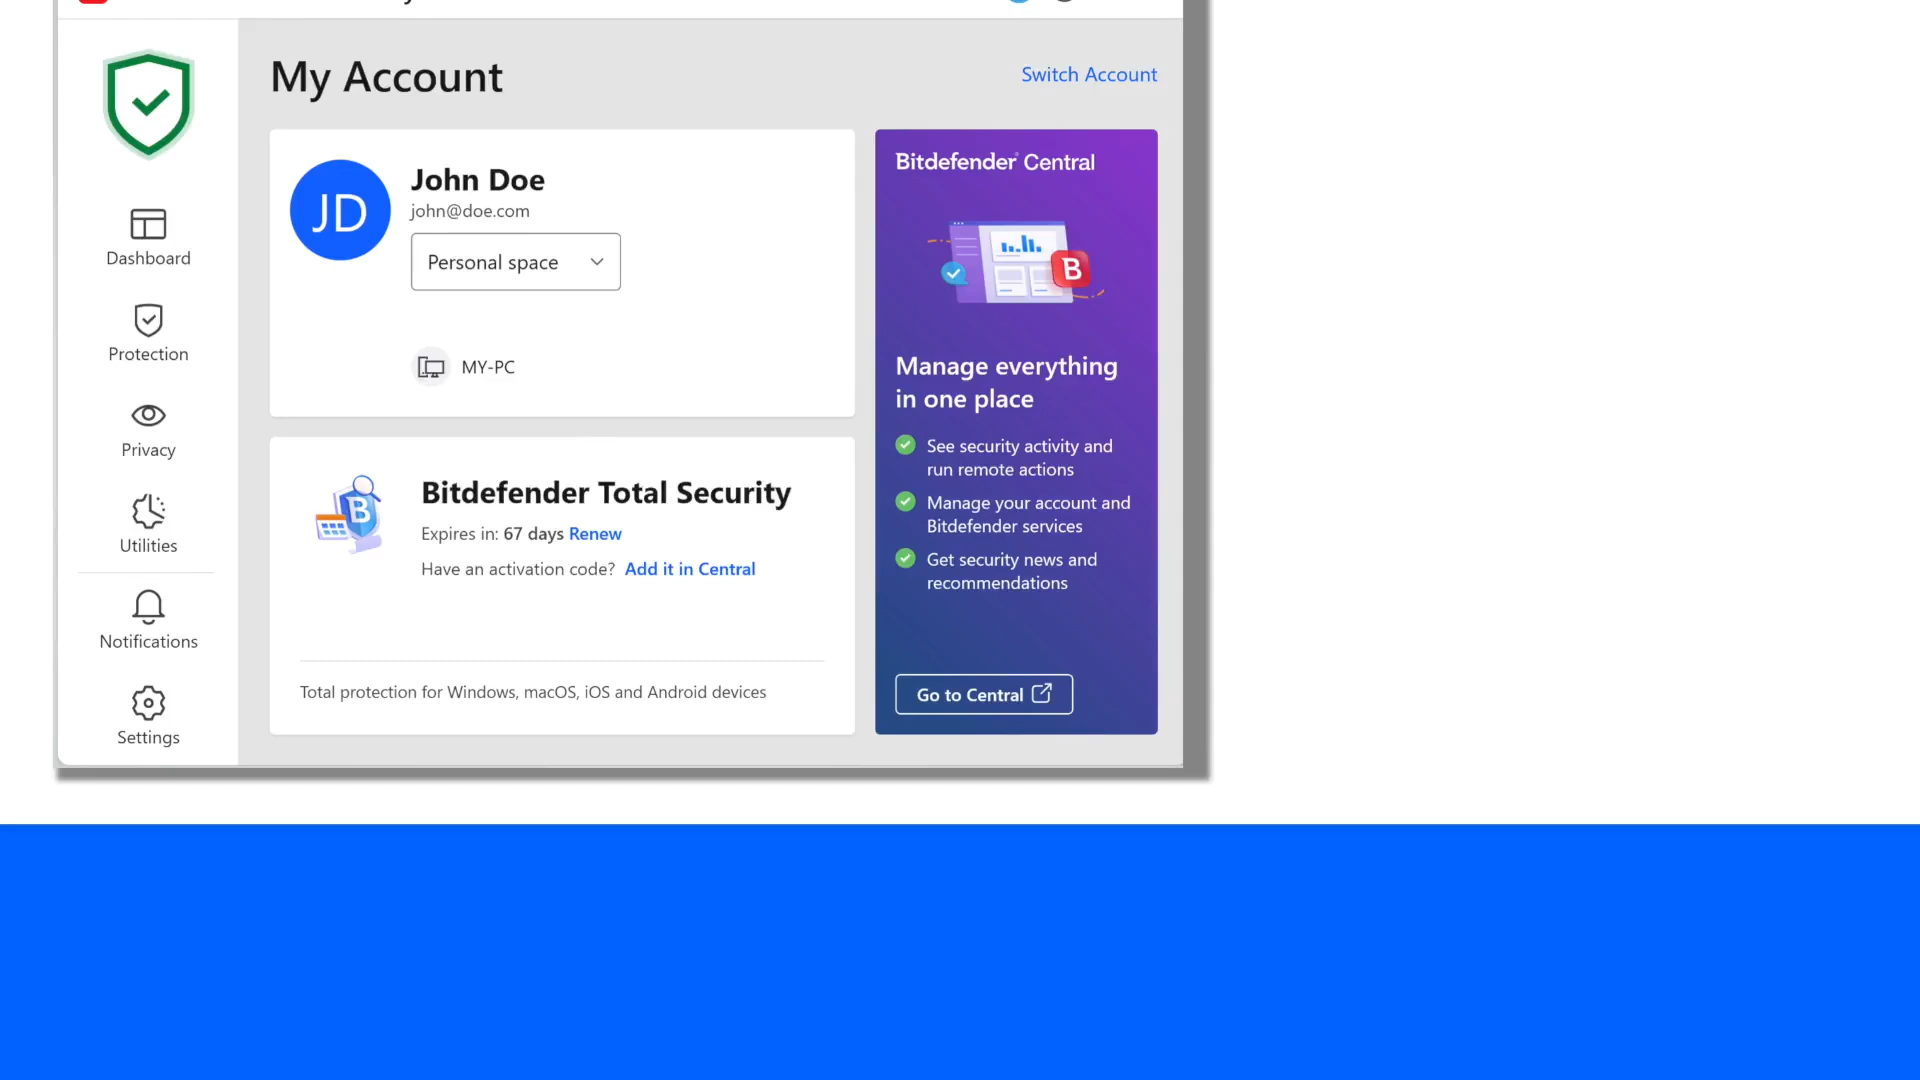 My Account
Switch Account
JD
John Doe
john@doe.com
Personal space
MY-PC
Bitdefender Total Security
Expires in: 67 days Renew
Have an activation code? Add it in Central
Total protection for Windows, macOS, iOS and Android devices
Bitdefender Central
B
B
Manage everything
in one place
See security activity and
run remote actions
Manage your account and
Bitdefender services
Get security news and
recommendations
Go to Central
Dashboard
Protection
Privacy
Utilities
Notifications
Settings